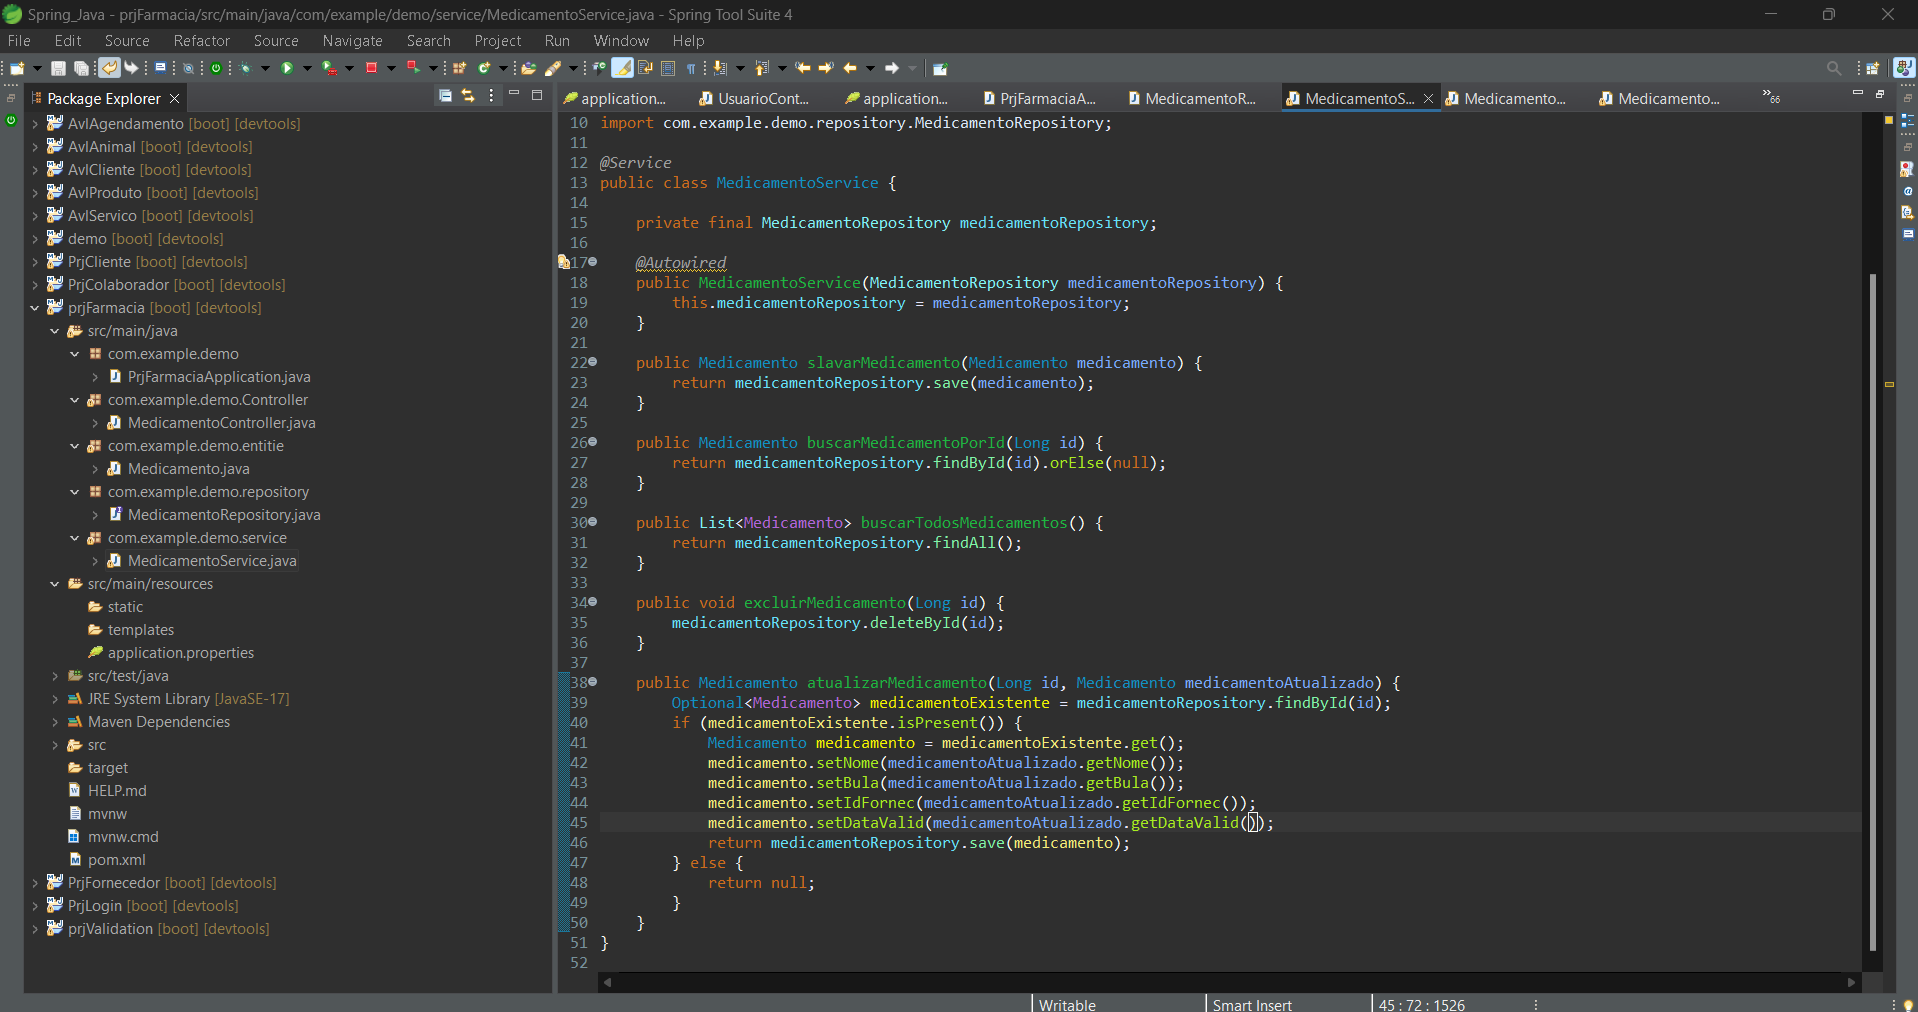 Spring_Java - prjFarmacia/src/main/java/com/example/demo/service/MedicamentoService.java - Spring Tool Suite 4
File Edit Source Refactor Source Navigate Search Project Run Window Help
Package Explorer
AvlAgendamento [boot] [devtools]
AvlAnimal [boot] [devtools]
AvlCliente [boot] [devtools]
AvlProduto [boot] [devtools]
AvlServico [boot] [devtools]
demo [boot] [devtools]
PrjCliente [boot] [devtools]
PrjColaborador [boot] [devtools]
prjFarmacia [boot] [devtools]
src/main/java
com.example.demo
PrjFarmaciaApplication.java
com.example.demo.Controller
MedicamentoController.java
com.example.demo.entitie
Medicamento.java
com.example.demo.repository
MedicamentoRepository.java
com.example.demo.service
MedicamentoService.java
src/main/resources
static
templates
application.properties
src/test/java
JRE System Library [JavaSE-17]
Maven Dependencies
src
target
HELP.md
mvnw
mvnw.cmd
pom.xml
PrjFornecedor [boot] [devtools]
PrjLogin [boot] [devtools]
prjValidation [boot] [devtools]
application... UsuarioCont... application... PrjFarmaciaA... MedicamentoR... MedicamentoS... Medicamento... Medicamento... »66
10 import com.example.demo.repository.MedicamentoRepository;
11
12 @Service
13 public class MedicamentoService {
14
15     private final MedicamentoRepository medicamentoRepository;
16
17     @Autowired
18     public MedicamentoService(MedicamentoRepository medicamentoRepository) {
19         this.medicamentoRepository = medicamentoRepository;
20     }
21
22     public Medicamento slavarMedicamento(Medicamento medicamento) {
23         return medicamentoRepository.save(medicamento);
24     }
25
26     public Medicamento buscarMedicamentoPorId(Long id) {
27         return medicamentoRepository.findById(id).orElse(null);
28     }
29
30     public List<Medicamento> buscarTodosMedicamentos() {
31         return medicamentoRepository.findAll();
32     }
33
34     public void excluirMedicamento(Long id) {
35         medicamentoRepository.deleteById(id);
36     }
37
38     public Medicamento atualizarMedicamento(Long id, Medicamento medicamentoAtualizado) {
39         Optional<Medicamento> medicamentoExistente = medicamentoRepository.findById(id);
40         if (medicamentoExistente.isPresent()) {
41             Medicamento medicamento = medicamentoExistente.get();
42             medicamento.setNome(medicamentoAtualizado.getNome());
43             medicamento.setBula(medicamentoAtualizado.getBula());
44             medicamento.setIdFornec(medicamentoAtualizado.getIdFornec());
45             medicamento.setDataValid(medicamentoAtualizado.getDataValid());
46             return medicamentoRepository.save(medicamento);
47         } else {
48             return null;
49         }
50     }
51 }
52
Writable Smart Insert 45 : 72 : 1526